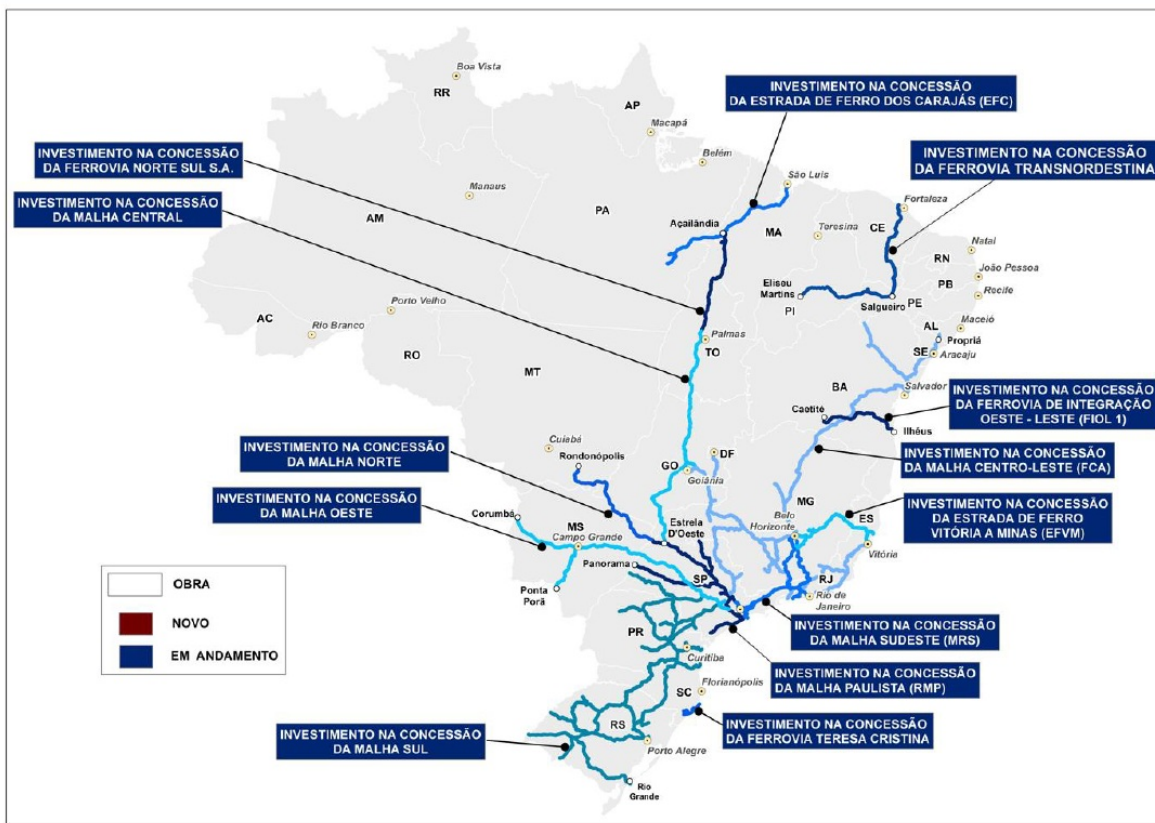 Boa Vista
RR
AP
Macapá
INVESTIMENTO NA CONCESSÃO
DA ESTRADA DE FERRO DOS CARAJÁS (EFC)
INVESTIMENTO NA CONCESSÃO
DA FERROVIA NORTE SUL S.A.
INVESTIMENTO NA CONCESSÃO
DA MALHA CENTRAL
Belém
São Luis
INVESTIMENTO NA CONCESSÃO
DA FERROVIA TRANSNORDESTINA
Manaus
AM
PA
Açailândia
MA
Teresina
CE
Fortaleza
RN
Natal
PB
João Pessoa
Recife
Eliseu
Martins
PI
Salgueiro
PE
AC
Rio Branco
Porto Velho
RO
MT
Palmas
TO
AL
Maceió
Propriá
SE
Aracaju
BA
Salvador
Caetité
Ilhéus
INVESTIMENTO NA CONCESSÃO
DA FERROVIA DE INTEGRAÇÃO
OESTE - LESTE (FIOL 1)
INVESTIMENTO NA CONCESSÃO
DA MALHA CENTRO-LESTE (FCA)
INVESTIMENTO NA CONCESSÃO
DA MALHA NORTE
INVESTIMENTO NA CONCESSÃO
DA MALHA OESTE
Cuiabá
Rondonópolis
GO
Goiânia
DF
MG
Belo
Horizonte
ES
Vitória
INVESTIMENTO NA CONCESSÃO
DA ESTRADA DE FERRO
VITÓRIA A MINAS (EFVM)
Corumbá
MS
Campo Grande
Estrela
D'Oeste
Panorama
Ponta
Porã
SP
RJ
Rio de
Janeiro
INVESTIMENTO NA CONCESSÃO
DA MALHA SUDESTE (MRS)
OBRA
NOVO
EM ANDAMENTO
PR
Curitiba
INVESTIMENTO NA CONCESSÃO
DA MALHA PAULISTA (RMP)
SC
Florianópolis
INVESTIMENTO NA CONCESSÃO
DA FERROVIA TERESA CRISTINA
INVESTIMENTO NA CONCESSÃO
DA MALHA SUL
RS
Porto Alegre
Rio
Grande